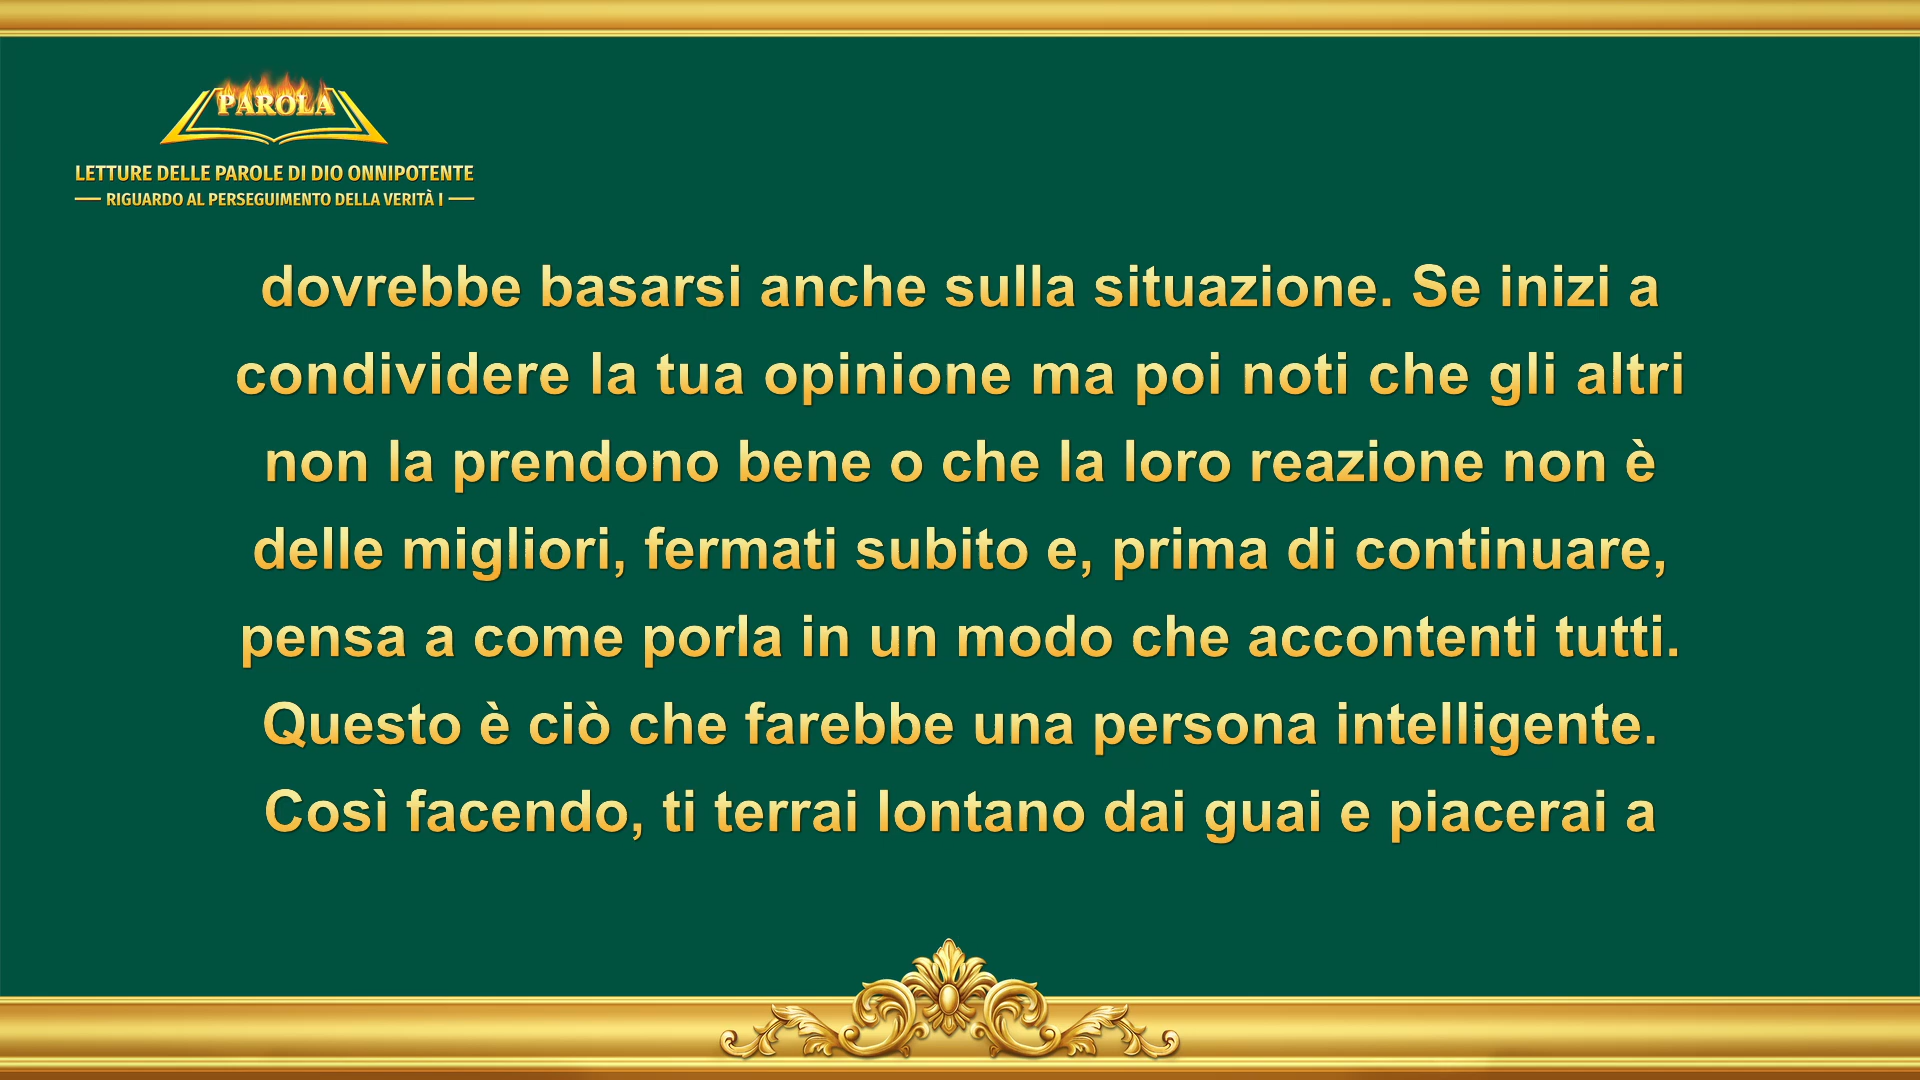 PAROLA
LETTURE DELLE PAROLE DI DIO ONNIPOTENTE
RIGUARDO AL PERSEGUIMENTO DELLA VERITÀ I
dovrebbe basarsi anche sulla situazione. Se inizi a
condividere la tua opinione ma poi noti che gli altri
non la prendono bene o che la loro reazione non è
delle migliori, fermati subito e, prima di continuare,
pensa a come porla in un modo che accontenti tutti.
Questo è ciò che farebbe una persona intelligente.
Così facendo, ti terrai lontano dai guai e piacerai a